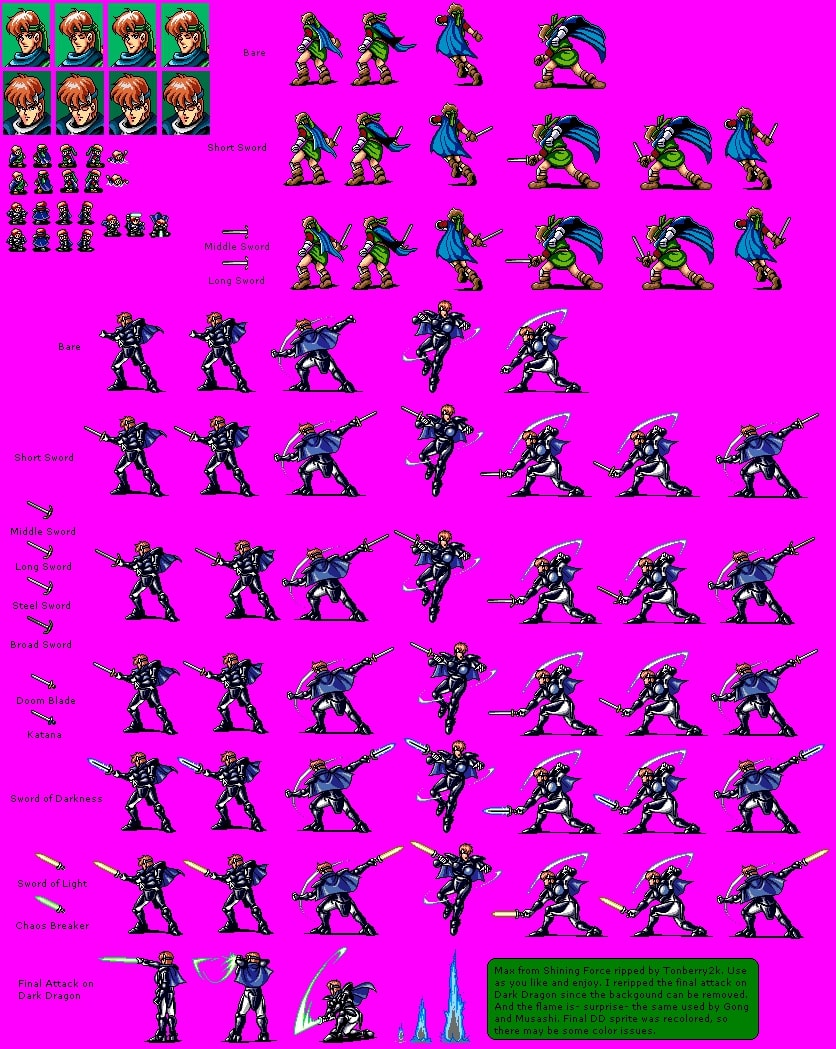 Bare
Short Sword
Middle Sword
Long Sword
Bare
Short Sword
Middle Sword
Long Sword
Steel Sword
Broad Sword
Doom Blade
Katana
Sword of Darkness
Sword of Light
Chaos Breaker
Final Attack on
Dark Dragon
Max from Shining Force ripped by Tonberry2k. Use
as you like and enjoy. I reripped the final attack on
Dark Dragon since the backgound can be removed.
And the flame is- surprise- the same used by Gong
and Musashi. Final DD sprite was recolored, so
there may be some color issues.